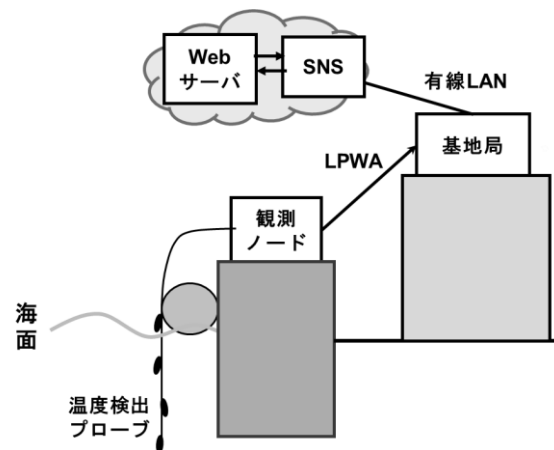 Web
サーバ
SNS
有線LAN
基地局
LPWA
観測
ノード
海
面
温度検出
プローブ